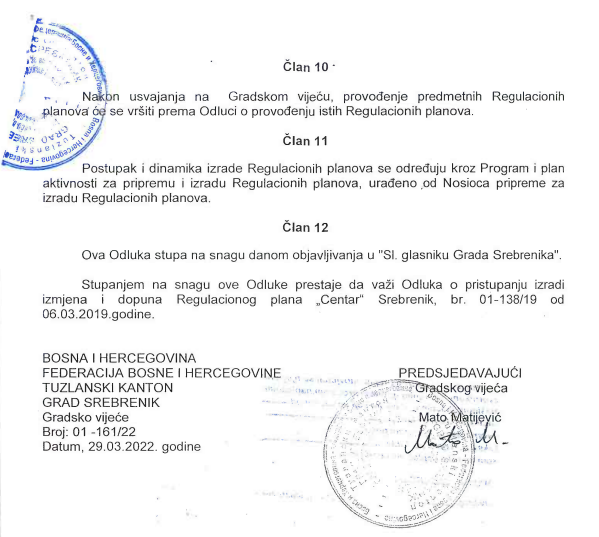 Član 10
Nakon usvajanja na Gradskom vijeću, provođenje predmetnih Regulacionih
planova će se vršiti prema Odluci o provođenju istih Regulacionih planova.
Član 11
Postupak i dinamika izrade Regulacionih planova se određuju kroz Program i plan
aktivnosti za pripremu i izradu Regulacionih planova, urađeno od Nosioca pripreme za
izradu Regulacionih planova.
Član 12
Ova Odluka stupa na snagu danom objavljivanja u "Sl. glasniku Grada Srebrenika".
Stupanjem na snagu ove Odluke prestaje da važi Odluka o pristupanju izradi
izmjena i dopuna Regulacionog plana „Centar“ Srebrenik, br. 01-138/19 od
06.03.2019.godine.
BOSNA I HERCEGOVINA
FEDERACIJA BOSNE I HERCEGOVINE
TUZLANSKI KANTON
GRAD SREBRENIK
Gradsko vijeće
Broj: 01 -161/22
Datum, 29.03.2022. godine
PREDSJEDAVAJUĆI
Gradskog vijeća
Mato Matijević
Mato M.
Bosna i Hercegovina - Federacija
Tuzlanski